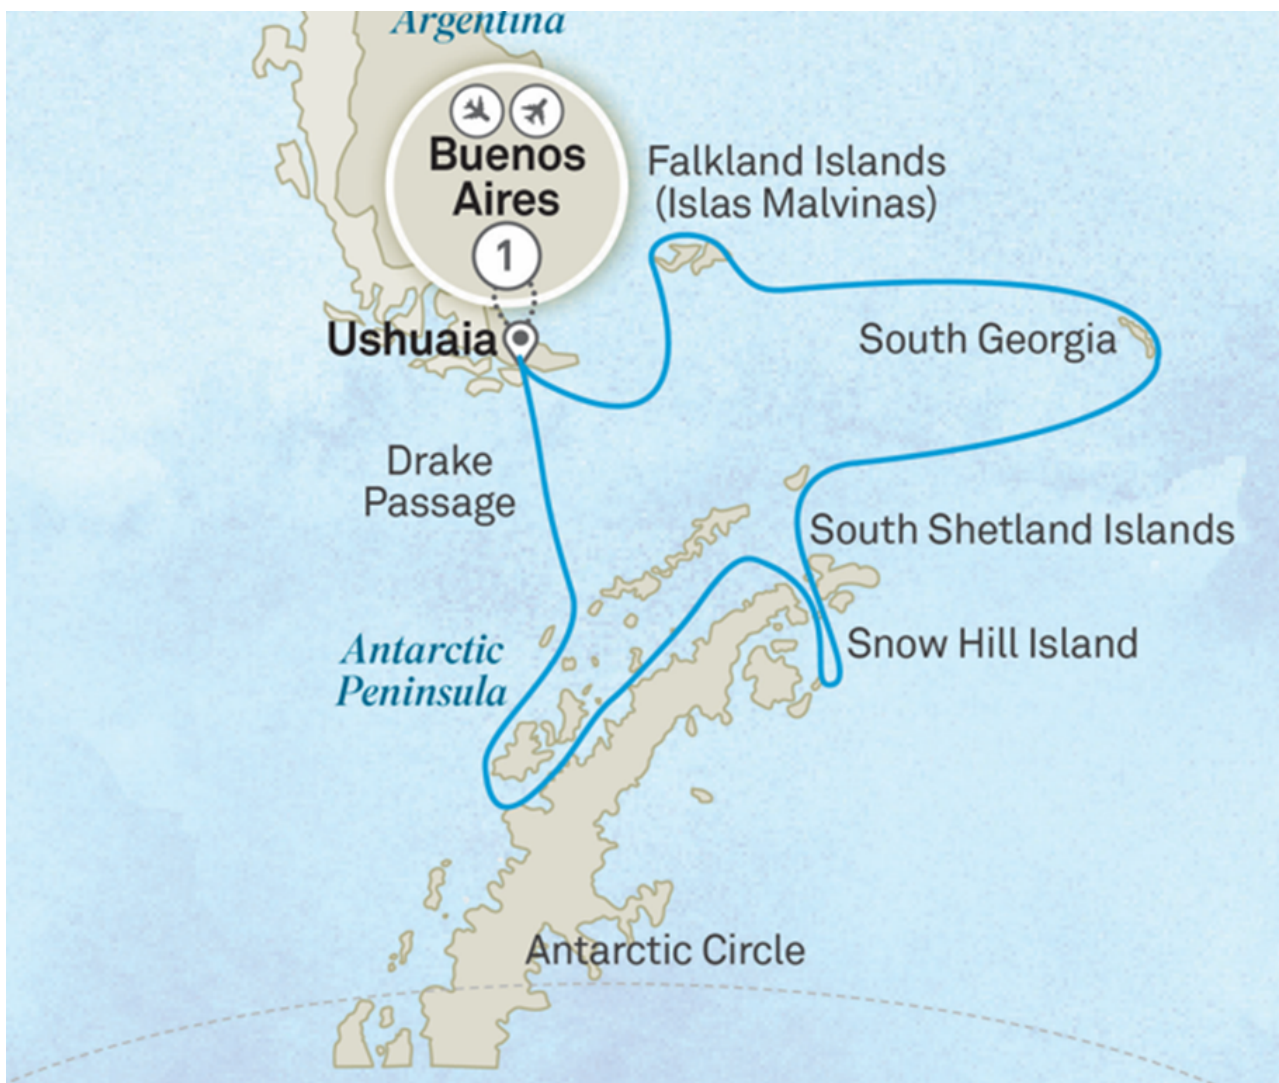 Argentina
Buenos
Aires
1
Falkland Islands
(Islas Malvinas)
Ushuaia
South Georgia
Drake
Passage
South Shetland Islands
Antarctic
Peninsula
Snow Hill Island
Antarctic Circle